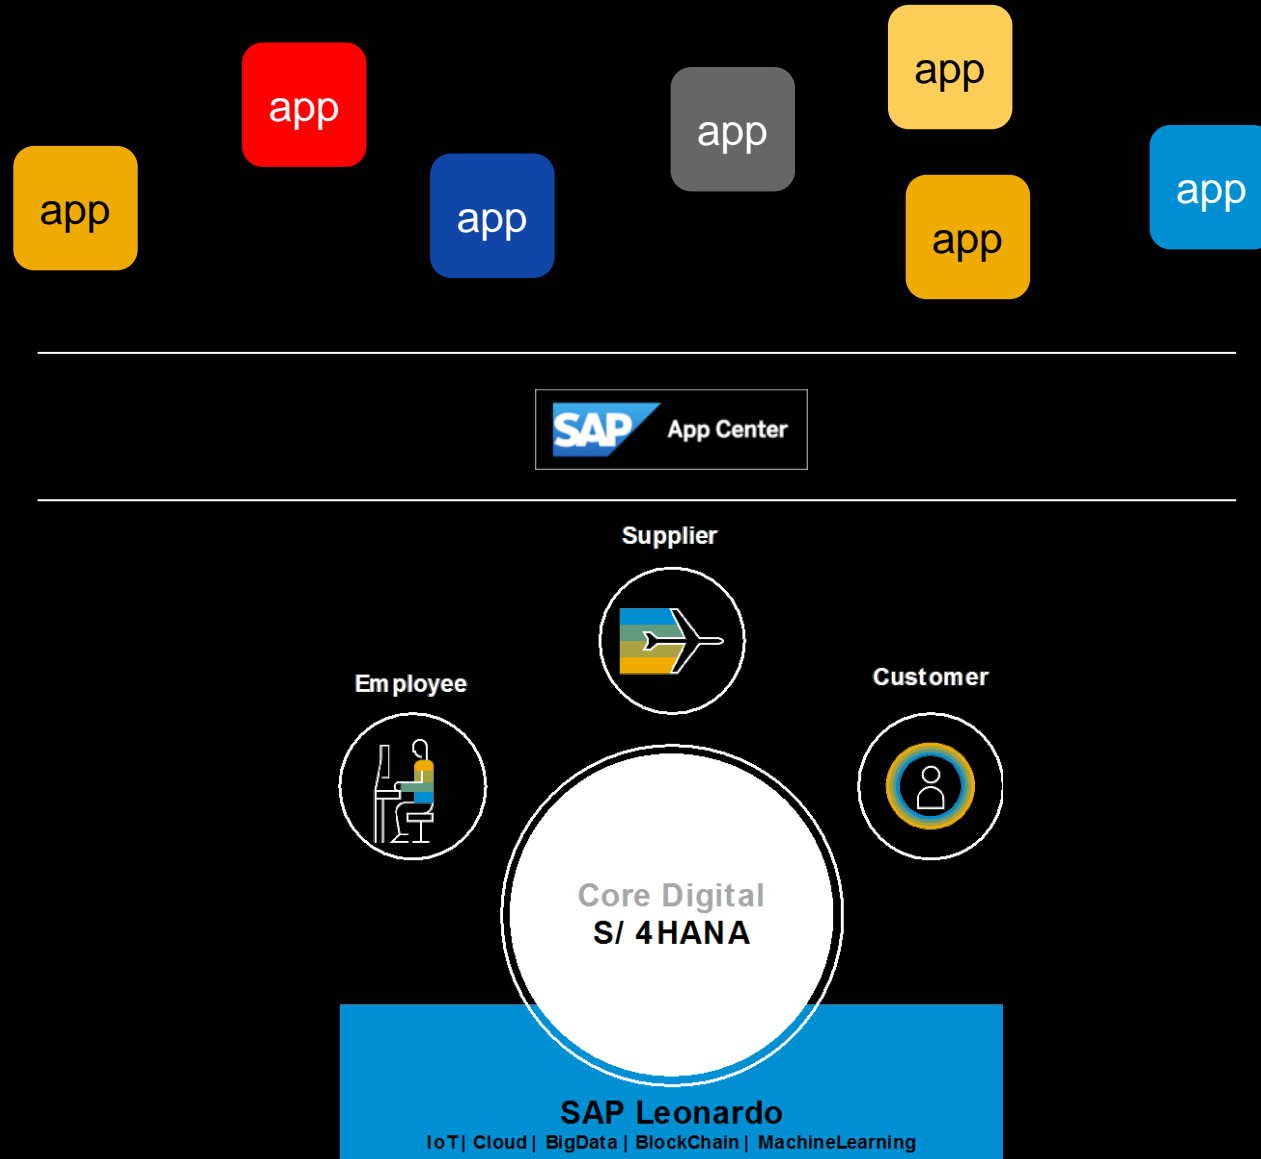 app
app
app
app
app
app
app
SAP App Center
Supplier
Employee
Customer
Core Digital
S/ 4HANA
SAP Leonardo
IoT | Cloud | BigData | BlockChain | MachineLearning